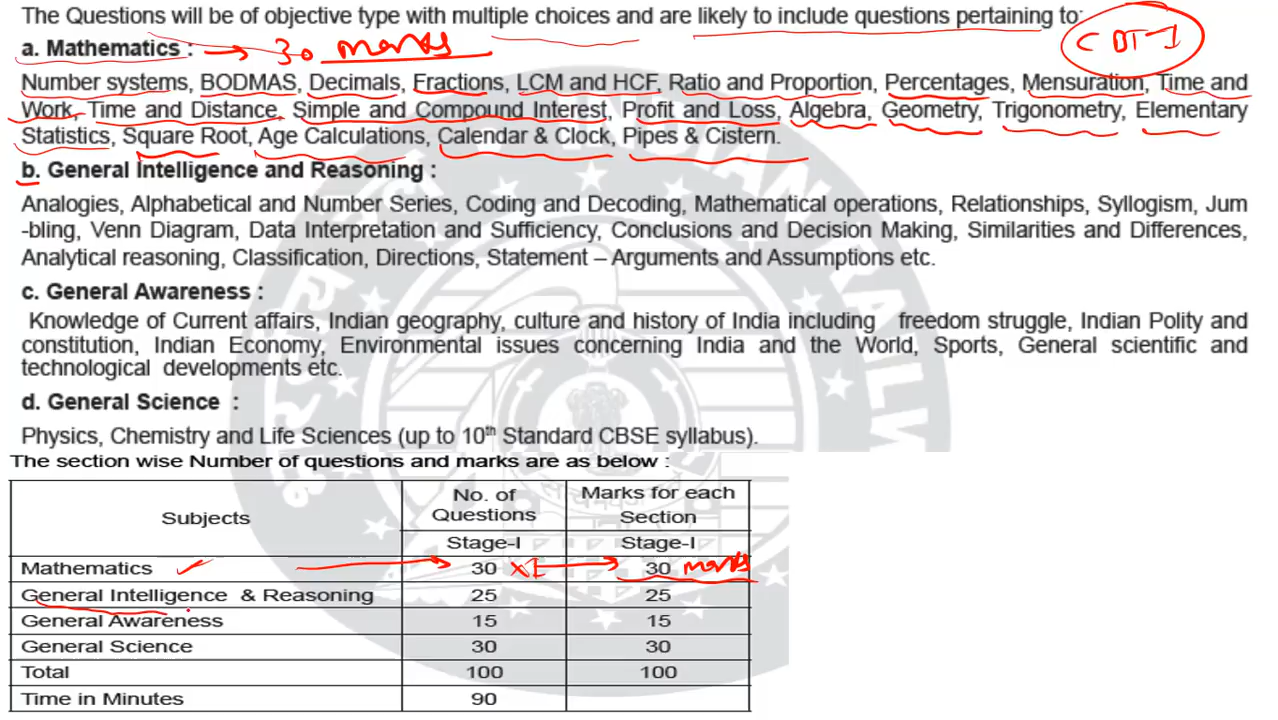 The Questions will be of objective type with multiple choices and are likely to include questions pertaining to:
CBT-I
a. Mathematics : → 30 marks
Number systems, BODMAS, Decimals, Fractions, LCM and HCF, Ratio and Proportion, Percentages, Mensuration, Time and
Work, Time and Distance, Simple and Compound Interest, Profit and Loss, Algebra, Geometry, Trigonometry, Elementary
Statistics, Square Root, Age Calculations, Calendar & Clock, Pipes & Cistern.
b. General Intelligence and Reasoning :
Analogies, Alphabetical and Number Series, Coding and Decoding, Mathematical operations, Relationships, Syllogism, Jum
-bling, Venn Diagram, Data Interpretation and Sufficiency, Conclusions and Decision Making, Similarities and Differences,
Analytical reasoning, Classification, Directions, Statement – Arguments and Assumptions etc.
c. General Awareness :
Knowledge of Current affairs, Indian geography, culture and history of India including freedom struggle, Indian Polity and
constitution, Indian Economy, Environmental issues concerning India and the World, Sports, General scientific and
technological developments etc.
d. General Science :
Physics, Chemistry and Life Sciences (up to 10th Standard CBSE syllabus).
The section wise Number of questions and marks are as below :
Subjects No. of Questions Marks for each Section
Stage-I Stage-I
Mathematics 30 ×1 30 marks
General Intelligence & Reasoning 25 25
General Awareness 15 15
General Science 30 30
Total 100 100
Time in Minutes 90